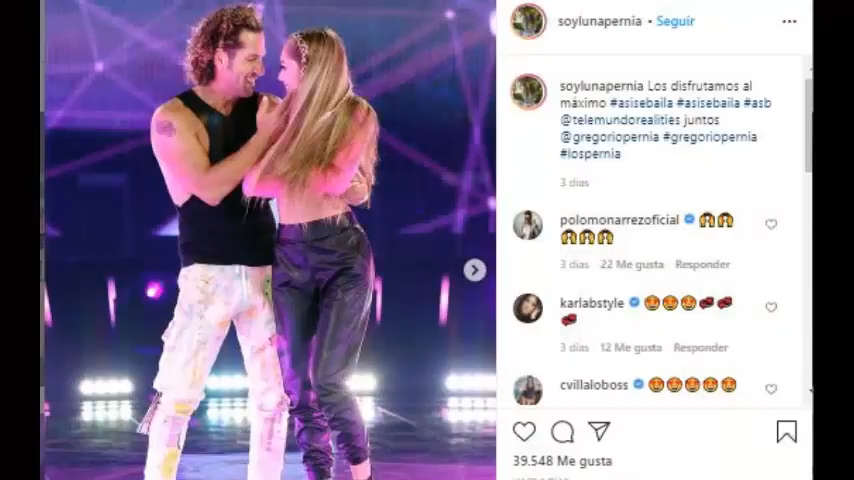 soylunapernia • Seguir
soylunapernia Los disfrutamos al
máximo #asisebaila #asisebaila #asb
@telemundorealities juntos
@gregoriopernia #gregoriopernia
#lospernia
3 días
polomonarrezoficial
3 días 22 Me gusta Responder
karlabstyle
3 días 12 Me gusta Responder
cvillaloboss
39.548 Me gusta